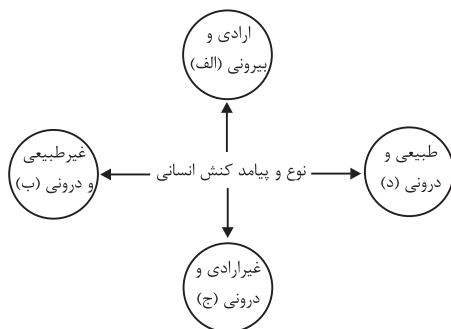 ارادی و
بیرونی (الف)
طبیعی و
درونی (د)
نوع و پیامد کنش انسانی
غیرطبیعی
و درونی (ب)
غیرارادی و
درونی (ج)